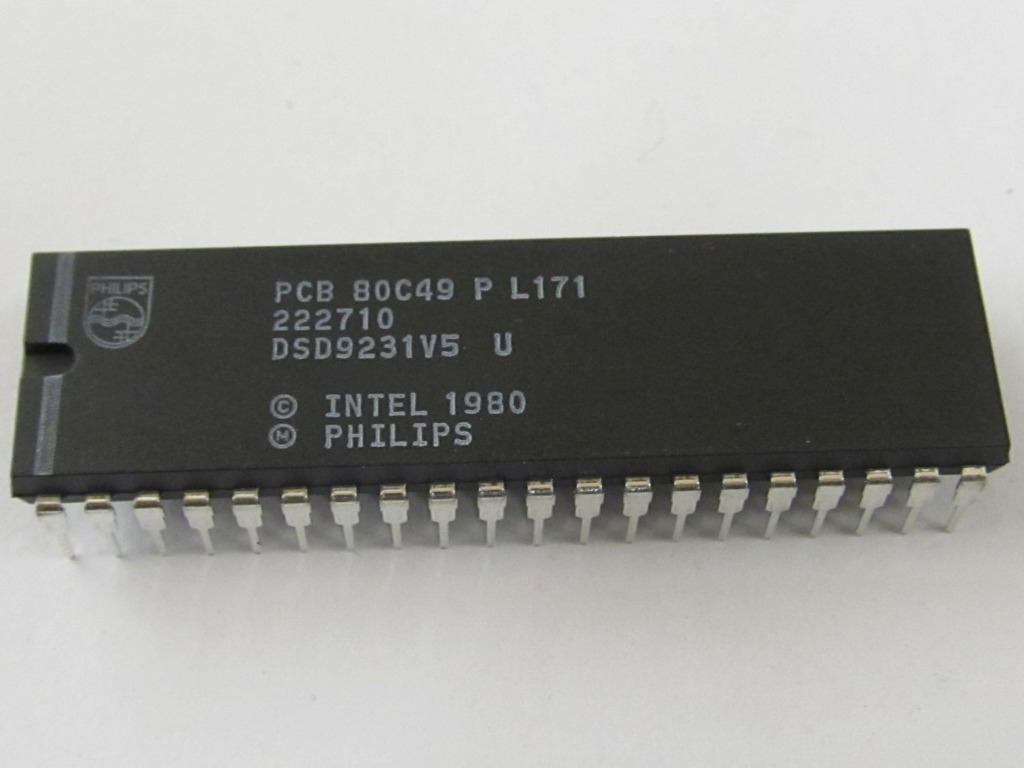 PHILIPS
PCB 80C49 P L171
222710
DSD9231V5 U
© INTEL 1980
Ⓜ PHILIPS